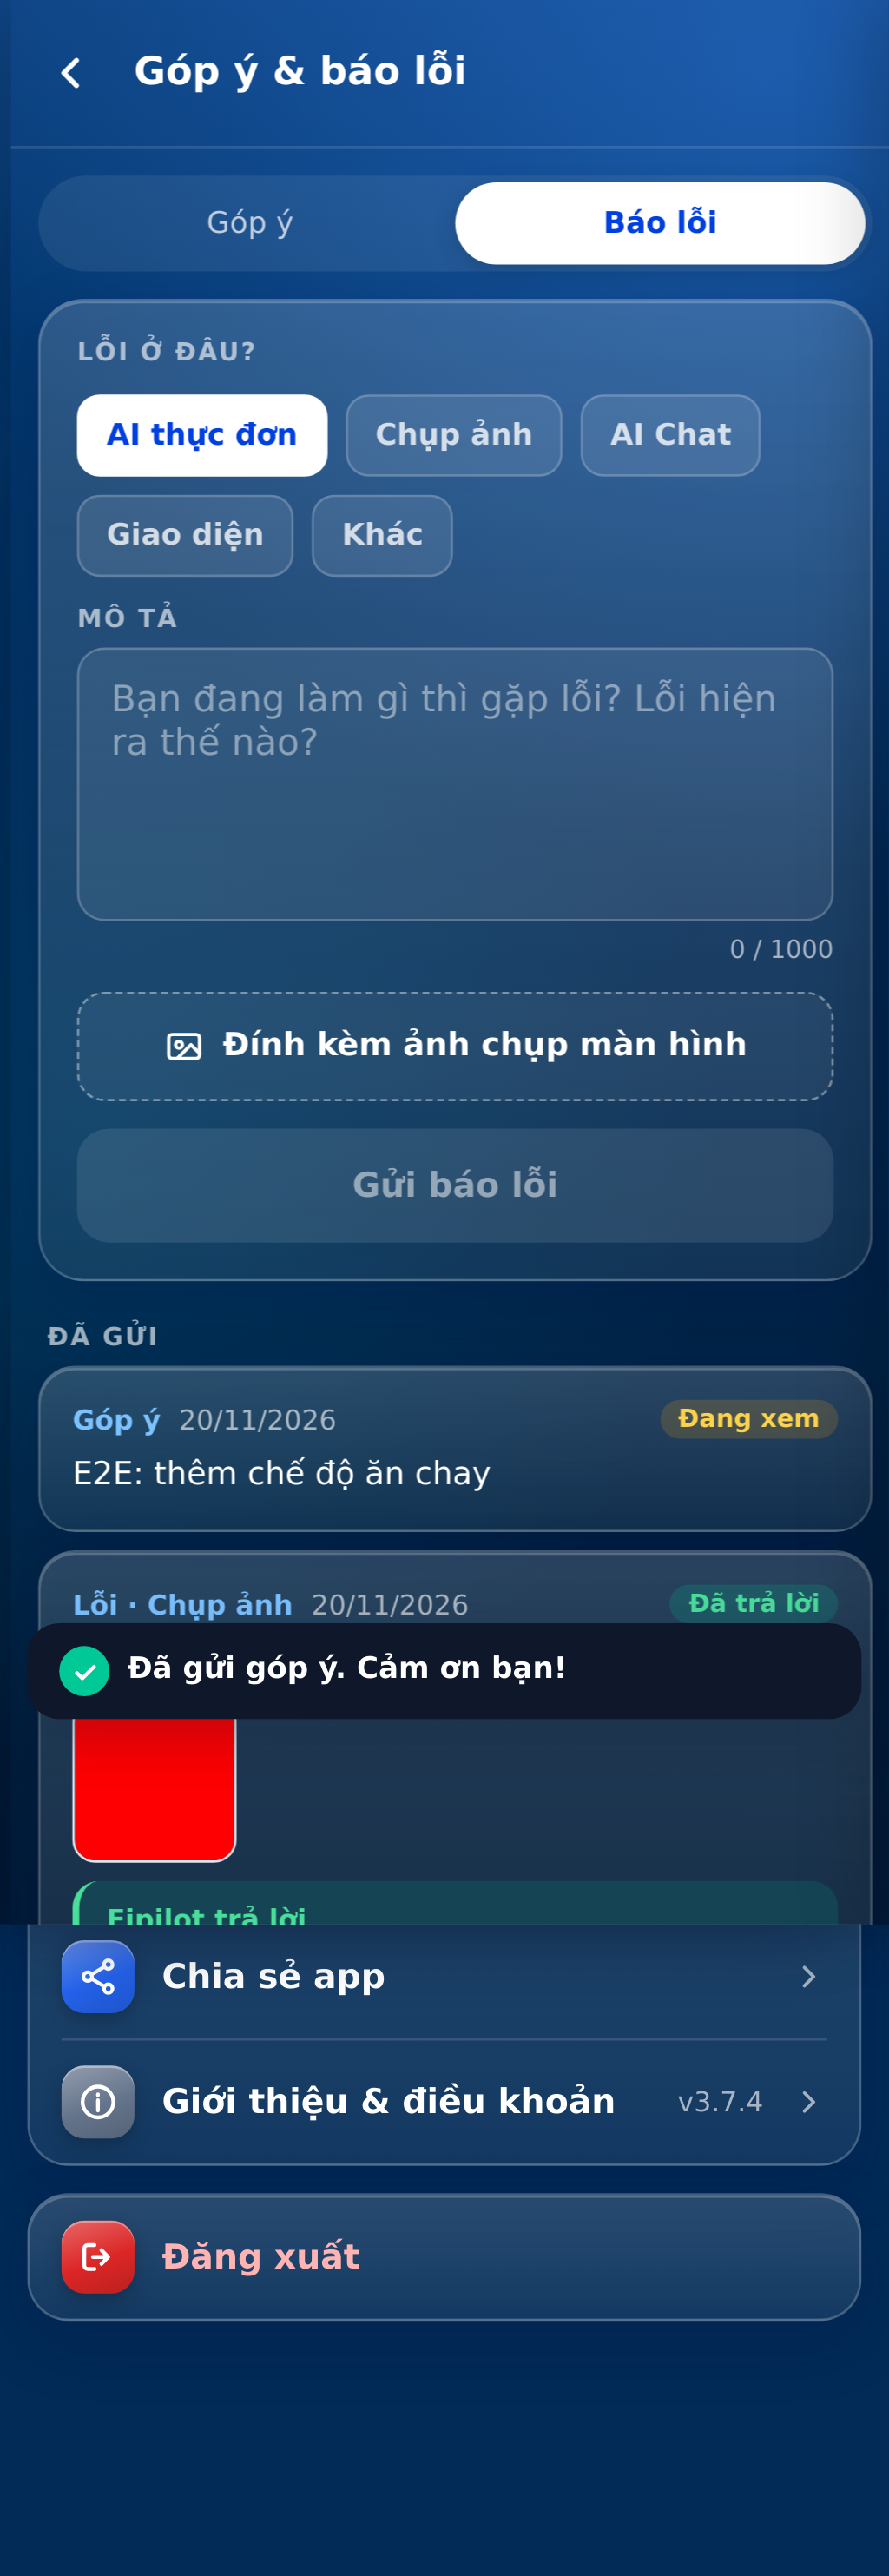 Góp ý & báo lỗi
Góp ý
Báo lỗi
LỖI Ở ĐÂU?
AI thực đơn
Chụp ảnh
AI Chat
Giao diện
Khác
MÔ TẢ
Bạn đang làm gì thì gặp lỗi? Lỗi hiện
ra thế nào?
0 / 1000
Đính kèm ảnh chụp màn hình
Gửi báo lỗi
ĐÃ GỬI
Góp ý 20/11/2026
Đang xem
E2E: thêm chế độ ăn chay
Lỗi · Chụp ảnh 20/11/2026
Đã trả lời
Đã gửi góp ý. Cảm ơn bạn!
Fipilot trả lời
Chia sẻ app
Giới thiệu & điều khoản
v3.7.4
Đăng xuất